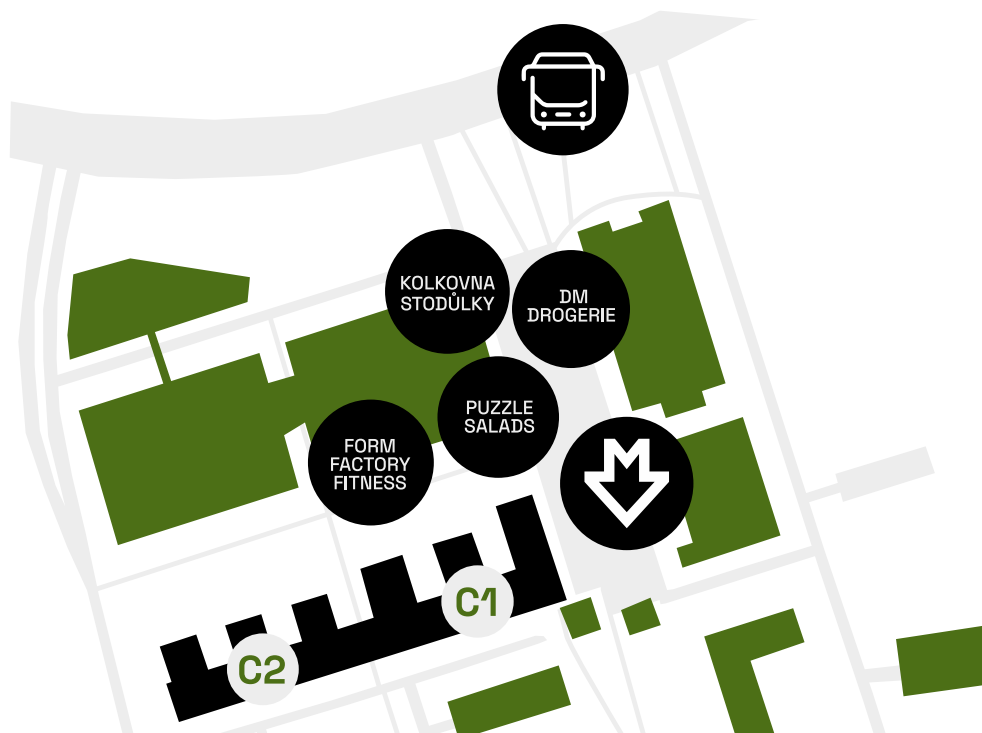 KOLKOVNA
STODŮLKY
DM
DROGERIE
PUZZLE
SALADS
FORM
FACTORY
FITNESS
C1
C2